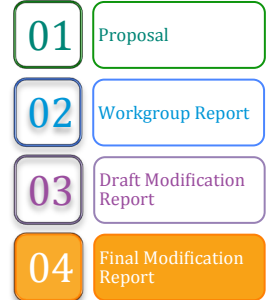 01
Proposal
02
Workgroup Report
03
Draft Modification
Report
04
Final Modification
Report